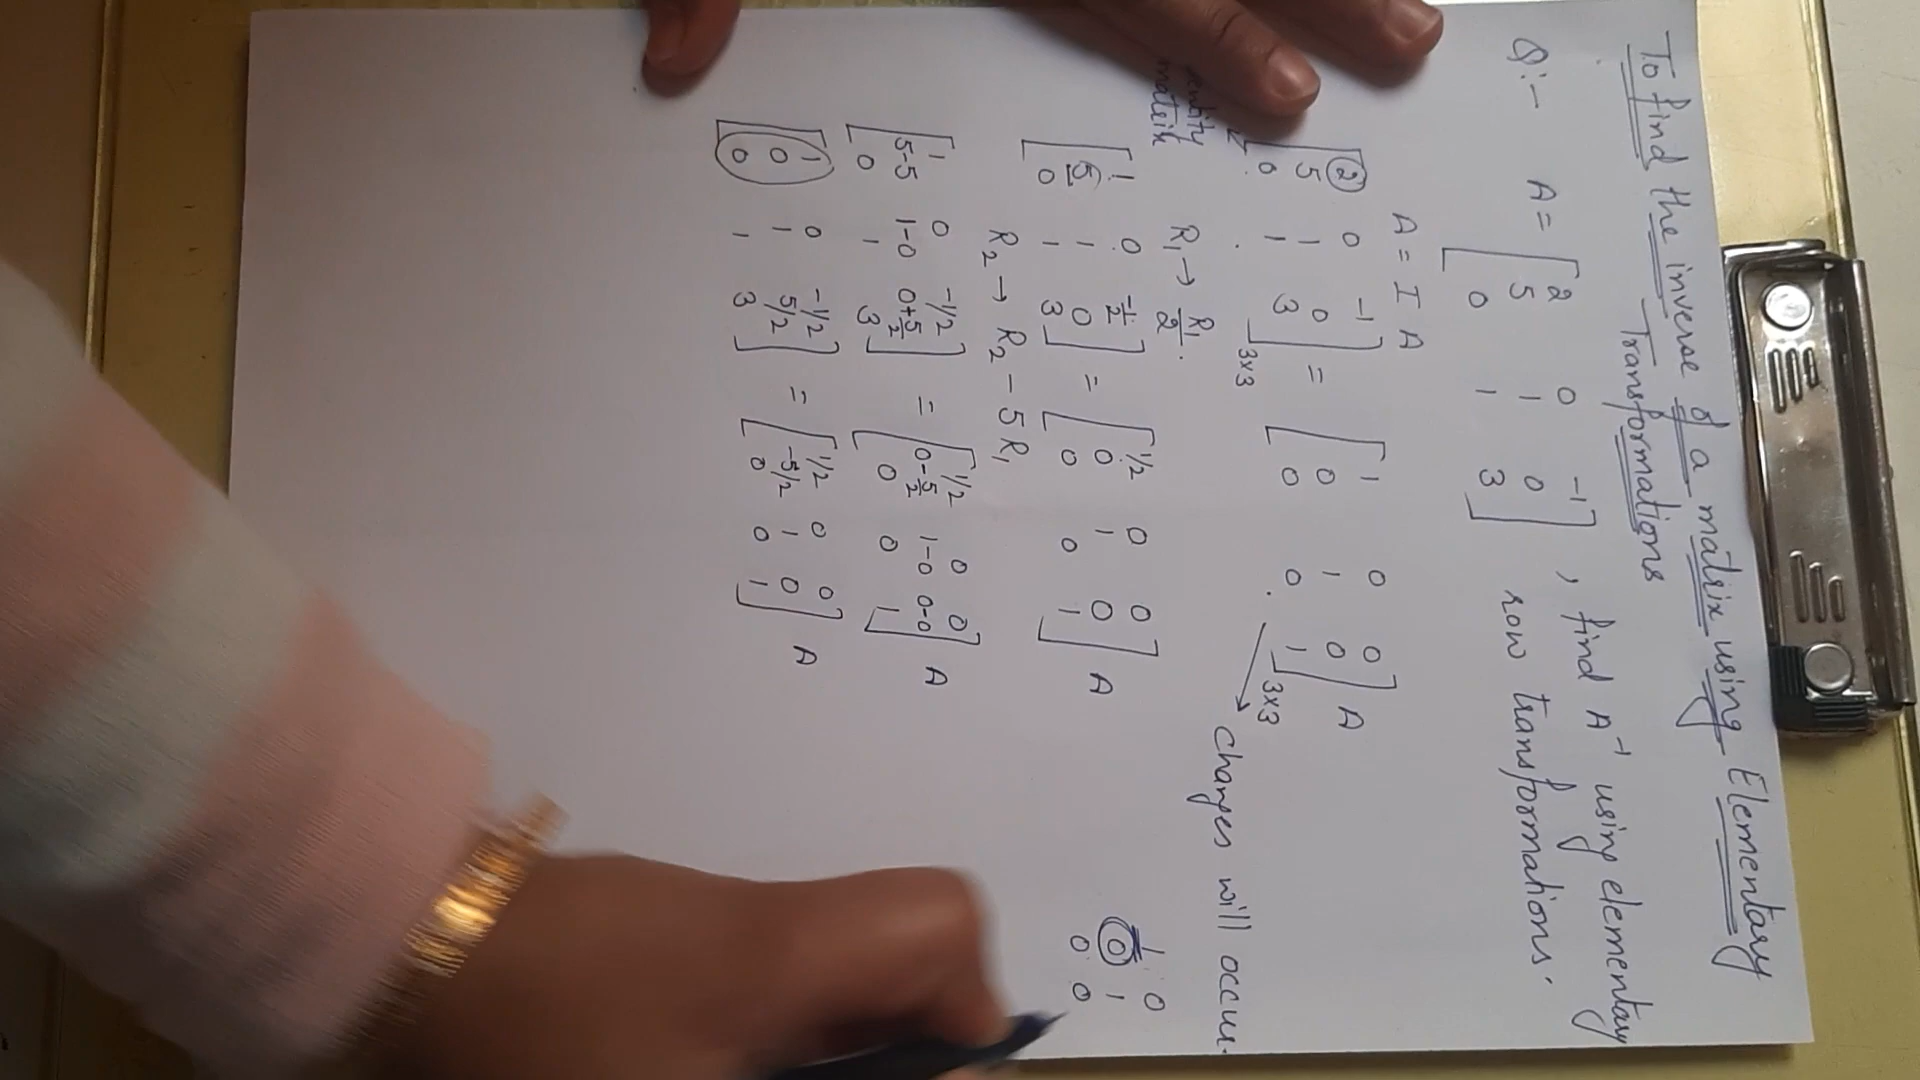 To find the inverse of a matrix using Elementary
Transformations
Q:- A = [ 2 0 -1
5 1 0
0 1 3 ] , find A⁻¹ using elementary
row transformations.
A = I A
[ 2 0 -1
5 1 0
0 1 3 ]3x3 = [ 1 0 0
0 1 0
0 0 1 ]3x3 A
matrix
changes will occur.
R1 → R1/2.
[ 1 0 -1/2
5 1 0
0 1 3 ] = [ 1/2 0 0
0 1 0
0 0 1 ] A
1 0
0 1
0 0
R2 → R2 - 5R1
[ 1 0 -1/2
5-5 1-0 0+5/2
0 1 3 ] = [ 1/2 0 0
0-5/2 1-0 0-0
0 0 1 ] A
[ 1 0 -1/2
0 1 5/2
0 1 3 ] = [ 1/2 0 0
-5/2 1 0
0 0 1 ] A